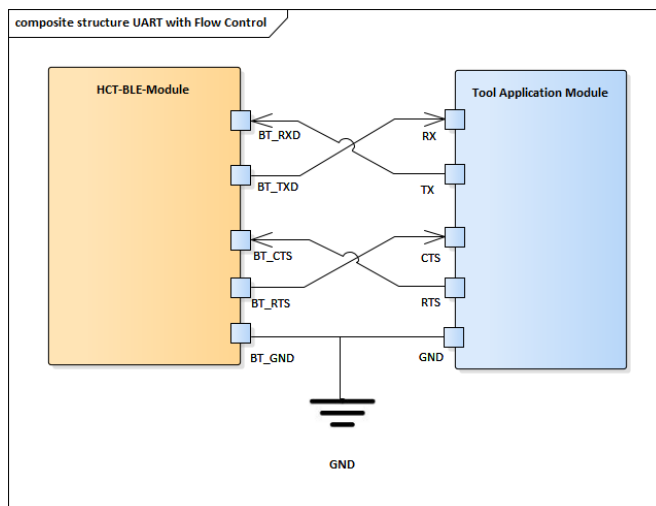 composite structure UART with Flow Control
HCT-BLE-Module
Tool Application Module
BT_RXD
RX
BT_TXD
TX
BT_CTS
CTS
BT_RTS
RTS
BT_GND
GND
GND